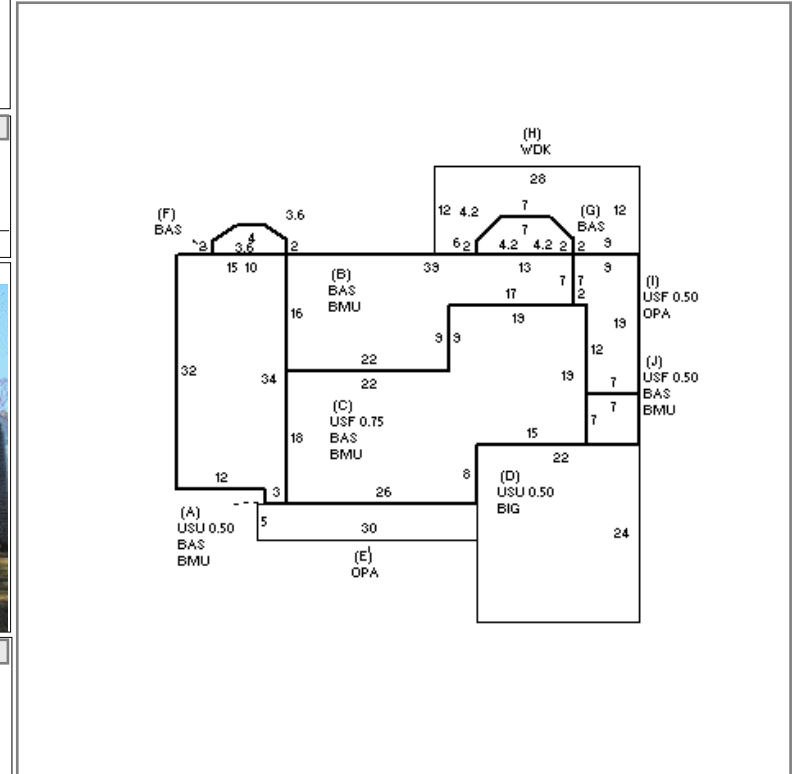 (H)
WDK
28
12 4.2 7 (G) 12
BAS
(F)
BAS
3.6
4
2 3.6 2
7
6 2 4.2 4.2 2 2 9
15 10
39 13 9
(B)
BAS
BMU
7 7
2
17
19
(I)
USF 0.50
OPA
16
9 9
19
12
22
22
32
34
19
7
7
7
(J)
USF 0.50
BAS
BMU
(C)
USF 0.75
BAS
BMU
18
15
22
8
(D)
USU 0.50
BIG
12
3
26
(A)
USU 0.50
BAS
BMU
5
30
24
(E)
OPA